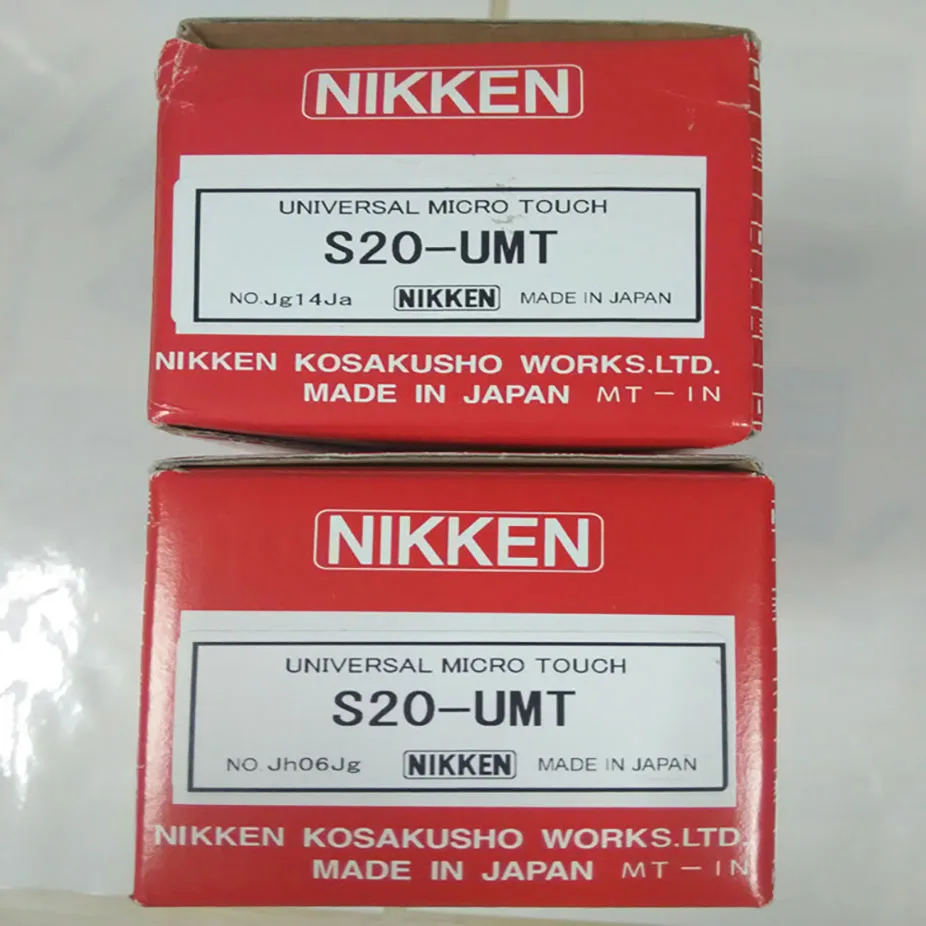 NIKKEN
UNIVERSAL MICRO TOUCH
S20-UMT
NO.Jg14Ja NIKKEN MADE IN JAPAN
NIKKEN KOSAKUSHO WORKS.LTD.
MADE IN JAPAN MT-IN
NIKKEN
UNIVERSAL MICRO TOUCH
S20-UMT
NO.Jh06Jg NIKKEN MADE IN JAPAN
NIKKEN KOSAKUSHO WORKS.LTD.
MADE IN JAPAN MT-IN